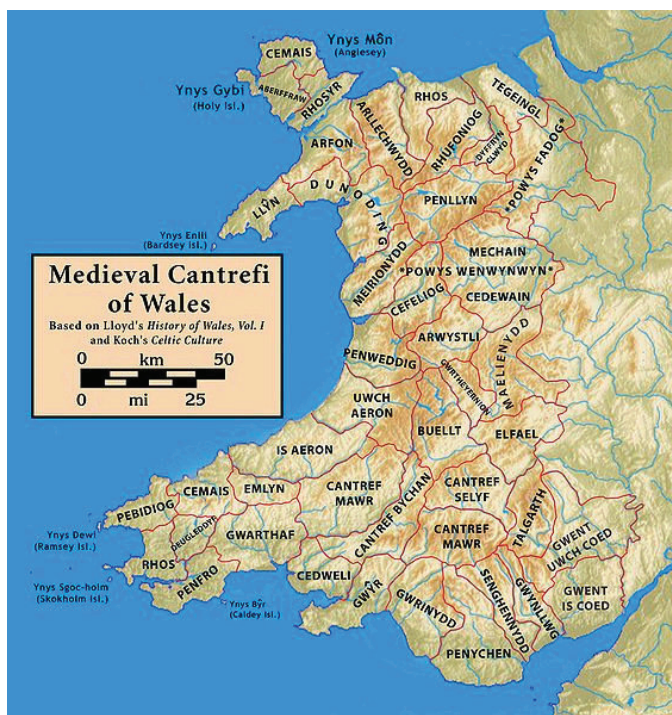 Ynys Môn
(Anglesey)
CEMAIS
Ynys Gybi
(Holy Isl.)
ABERFFRAW
RHOSYR
ARFON
ARLLECHWYDD
RHOS
TEGEINGL
RHUFONIOG
DYFFRYN
CLWYD
*POWYS FADOG*
LLŶN
DUNODING
PENLLYN
Ynys Enlli
(Bardsey Isl.)
MEIRIONYDD
MECHAIN
*POWYS WENWYNWYN*
CEFELIOG
CEDEWAIN
Medieval Cantrefi
of Wales
Based on Lloyd's History of Wales, Vol. I
and Koch's Celtic Culture
0 km 50
0 mi 25
ARWYSTLI
PENWEDDIG
GWRTHEYERNION
MAELIENYDD
UWCH
AERON
BUELLT
ELFAEL
IS AERON
CEMAIS
EMLYN
CANTREF
MAWR
CANTREF BYCHAN
CANTREF
SELYF
TALGARTH
PEBIDIOG
Ynys Dewi
(Ramsey Isl.)
DEUGLEDDYF
GWARTHAF
CANTREF
MAWR
GWENT
UWCH COED
RHOS
PENFRO
Ynys Sgoc-holm
(Skokholm Isl.)
Ynys Bŷr
(Caldey Isl.)
CEDWELI
GWŶR
GWRINYDD
SENGHENNYDD
GWYNLLWG
GWENT
IS COED
PENYCHEN